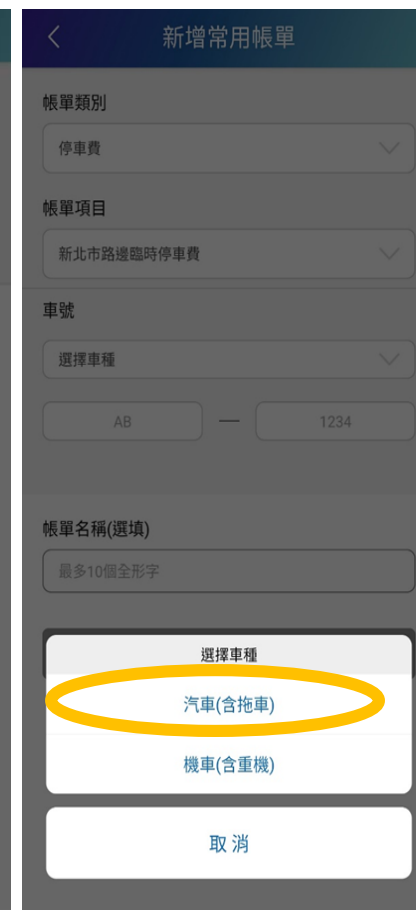 新增常用帳單
帳單類別
停車費
帳單項目
新北市路邊臨時停車費
車號
選擇車種
AB — 1234
帳單名稱(選填)
最多10個全形字
選擇車種
汽車(含拖車)
機車(含重機)
取消